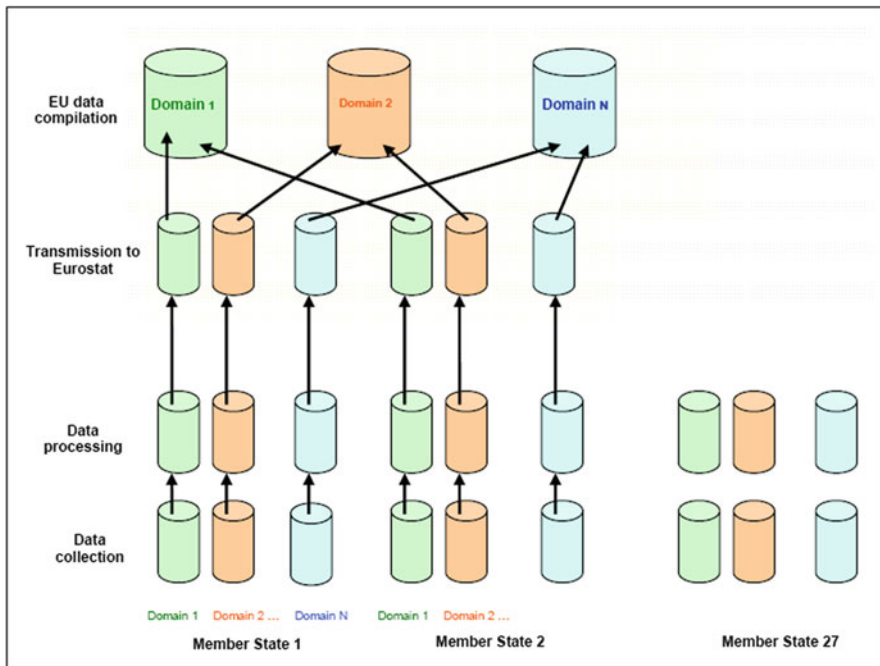 EU data
compilation
Domain 1
Domain 2
Domain N
Transmission to
Eurostat
Data
processing
Data
collection
Domain 1 Domain 2 ... Domain N Domain 1 Domain 2 ...
Member State 1 Member State 2 Member State 27